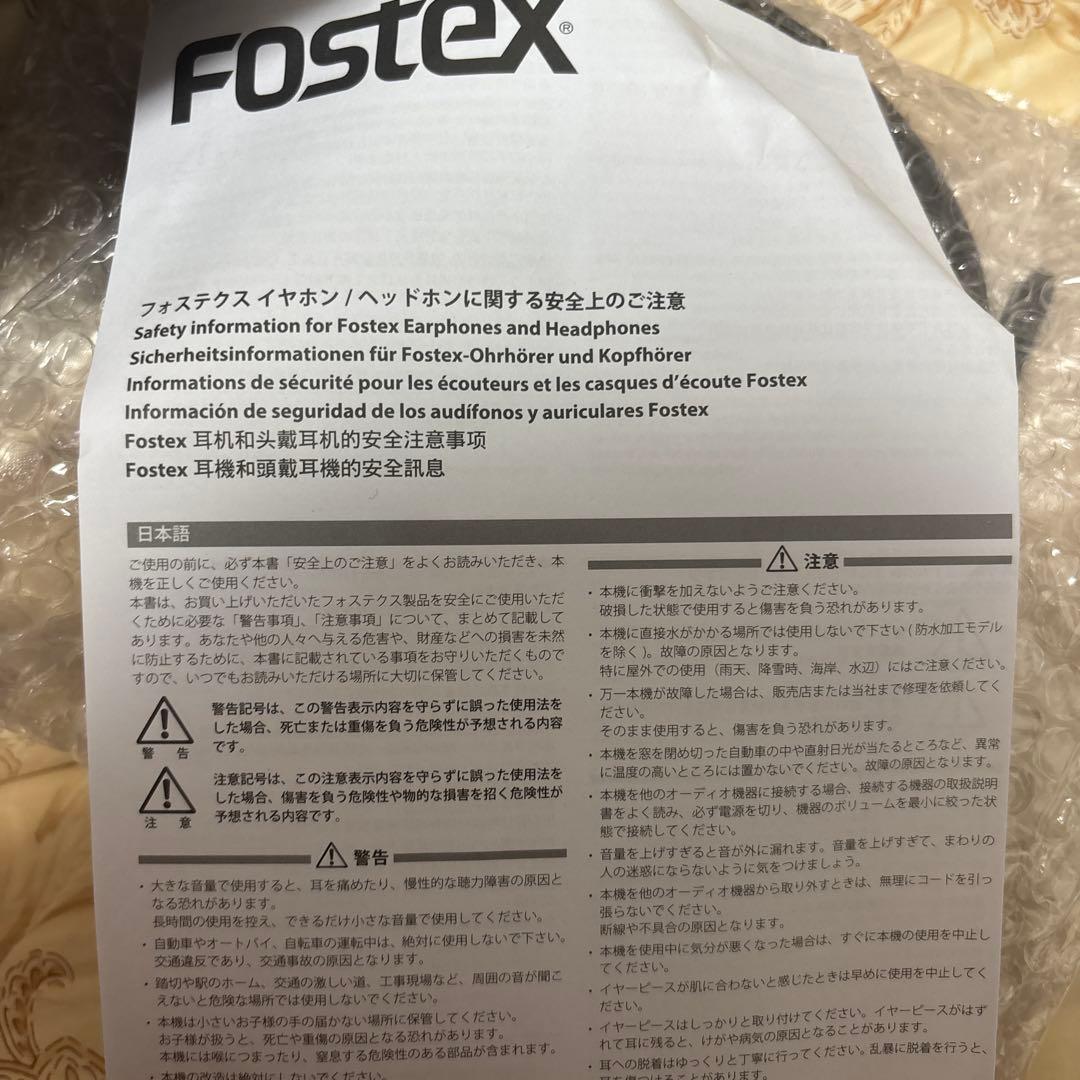 Fostex®
フォステクス イヤホン / ヘッドホンに関する安全上のご注意
Safety information for Fostex Earphones and Headphones
Sicherheitsinformationen für Fostex-Ohrhörer und Kopfhörer
Informations de sécurité pour les écouteurs et les casques d'écoute Fostex
Información de seguridad de los audífonos y auriculares Fostex
Fostex 耳机和头戴耳机的安全注意事项
Fostex 耳機和頭戴耳機的安全訊息
日本語
ご使用の前に、必ず本書「安全上のご注意」をよくお読みいただき、本
機を正しくご使用ください。
本書は、お買い上げいただいたフォステクス製品を安全にご使用いただ
くために必要な「警告事項」、「注意事項」について、まとめて記載して
あります。あなたや他の人々へ与える危害や、財産などへの損害を未然
に防止するために、本書に記載されている事項をお守りいただくもので
すので、いつでもお読みいただける場所に大切に保管してください。
警告記号は、この警告表示内容を守らずに誤った使用法を
した場合、死亡または重傷を負う危険性が予想される内容
です。
警 告
注意記号は、この注意表示内容を守らずに誤った使用法を
した場合、傷害を負う危険性や物的な損害を招く危険性が
予想される内容です。
注 意
警告
・大きな音量で使用すると、耳を痛めたり、慢性的な聴力障害の原因と
なる恐れがあります。
長時間の使用を控え、できるだけ小さな音量で使用してください。
・自動車やオートバイ、自転車の運転中は、絶対に使用しないで下さい。
交通違反であり、交通事故の原因となります。
・踏切や駅のホーム、交通の激しい道、工事現場など、周囲の音が聞こ
えないと危険な場所では使用しないでください。
・本機は小さいお子様の手の届かない場所に保管してください。
お子様が扱うと、死亡や重傷の原因となる恐れがあります。
本機には喉につまったり、窒息する危険性のある部品が含まれます。
・本機の改造は絶対にしないでください。
注意
・本機に衝撃を加えないようご注意ください。
破損した状態で使用すると傷害を負う恐れがあります。
・本機に直接水がかかる場所では使用しないで下さい ( 防水加工モデル
を除く )。故障の原因となります。
特に屋外での使用（雨天、降雪時、海岸、水辺）にはご注意ください。
・万一本機が故障した場合は、販売店または当社まで修理を依頼してく
ださい。
そのまま使用すると、傷害を負う恐れがあります。
・本機を窓を閉め切った自動車の中や直射日光が当たるところなど、異常
に温度の高いところには置かないでください。故障の原因となります。
・本機を他のオーディオ機器に接続する場合、接続する機器の取扱説明
書をよく読み、必ず電源を切り、機器のボリュームを最小に絞った状
態で接続してください。
・音量を上げすぎると音が外に漏れます。音量を上げすぎて、まわりの
人の迷惑にならないように気をつけましょう。
・本機を他のオーディオ機器から取り外すときは、無理にコードを引っ
張らないでください。
断線や不具合の原因となります。
・本機を使用中に気分が悪くなった場合は、すぐに本機の使用を中止し
てください。
・イヤーピースが肌に合わないと感じたときは早めに使用を中止してく
ださい。
・イヤーピースはしっかりと取り付けてください。イヤーピースがはず
れて耳に残ると、けがや病気の原因となることがあります。
・耳への脱着はゆっくりと丁寧に行ってください。乱暴に脱着を行うと、
耳を傷つけることがあります。